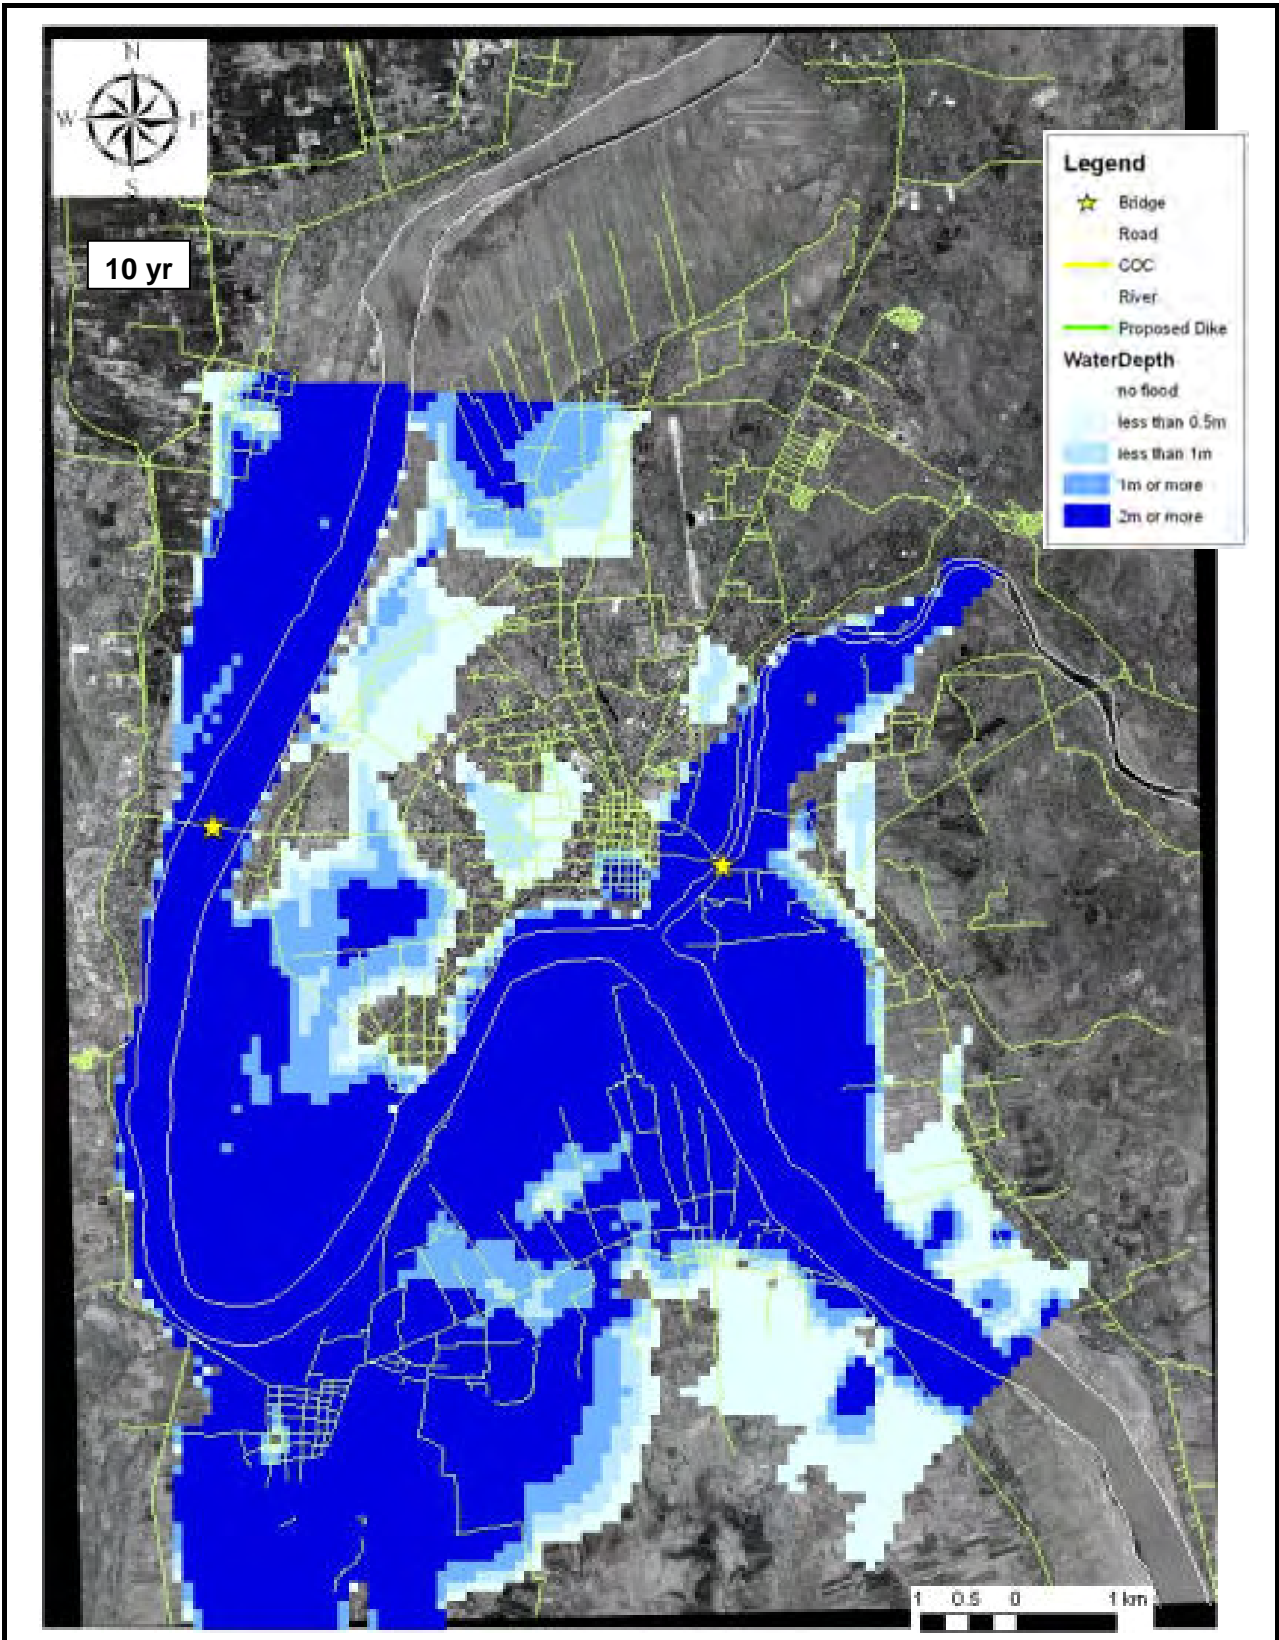 N
W E
S
10 yr
Legend
Bridge
Road
COC
River
Proposed Dike
WaterDepth
no flood
less than 0.5m
less than 1m
1m or more
2m or more
1 0.5 0 1 km